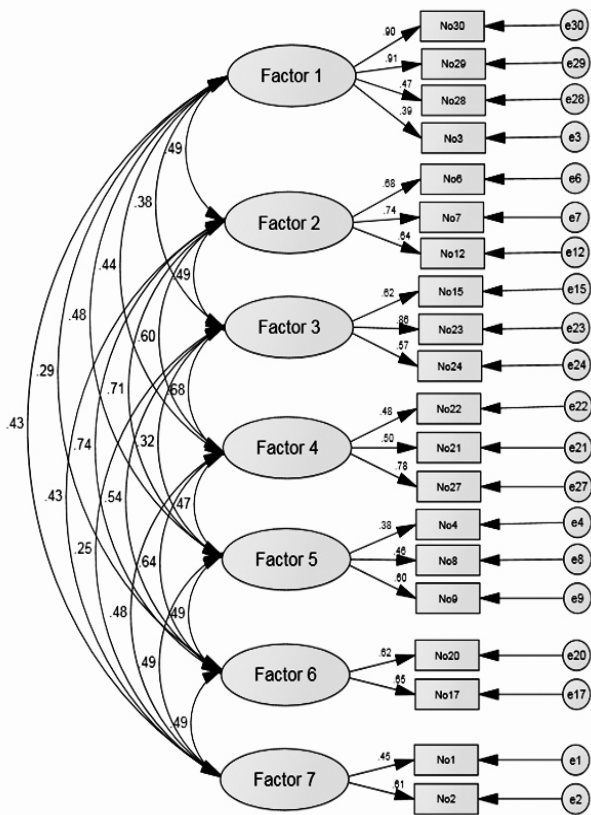 .90 No30 e30
Factor 1 .91 No29 e29
.47 No28 e28
.39 No3 e3
.49
.68 No6 e6
.38
Factor 2 .74 No7 e7
.64 No12 e12
.44 .49
.62 No15 e15
.48 .60 Factor 3 .86 No23 e23
.57 No24 e24
.29 .71 .68
.48 No22 e22
.43 .74 .32
Factor 4 .50 No21 e21
.78 No27 e27
.43 .54 .47
.38 No4 e4
.25 .64 Factor 5 .46 No8 e8
.60 No9 e9
.48 .49
.62 No20 e20
.49 Factor 6
.65 No17 e17
.49
.45 No1 e1
Factor 7
.61 No2 e2